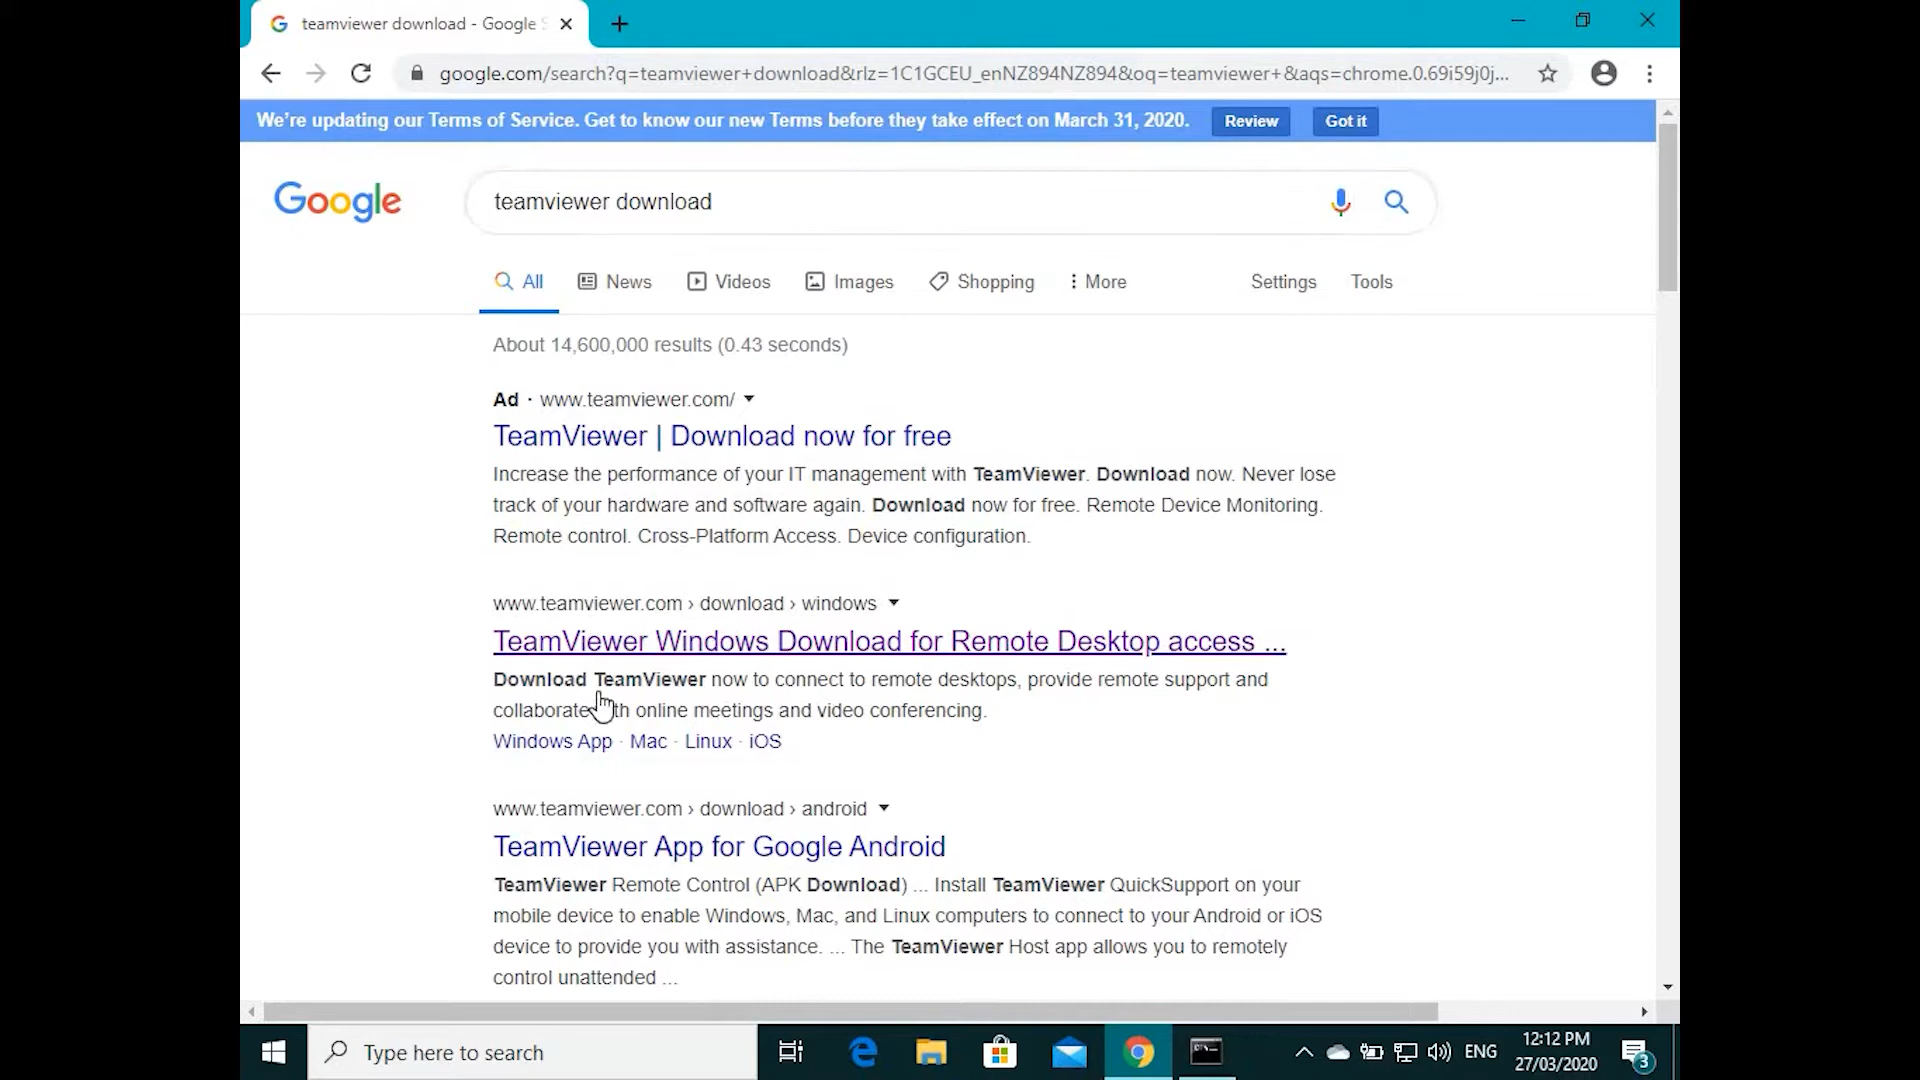 teamviewer download - Google
google.com/search?q=teamviewer+download&rlz=1C1GCEU_enNZ894NZ894&oq=teamviewer+&aqs=chrome.0.69i59j0j...
We're updating our Terms of Service. Get to know our new Terms before they take effect on March 31, 2020. Review Got it
Google teamviewer download
All News Videos Images Shopping More Settings Tools
About 14,600,000 results (0.43 seconds)
Ad · www.teamviewer.com/
TeamViewer | Download now for free
Increase the performance of your IT management with TeamViewer. Download now. Never lose
track of your hardware and software again. Download now for free. Remote Device Monitoring.
Remote control. Cross-Platform Access. Device configuration.
www.teamviewer.com › download › windows
TeamViewer Windows Download for Remote Desktop access ...
Download TeamViewer now to connect to remote desktops, provide remote support and
collaborate with online meetings and video conferencing.
Windows App · Mac · Linux · iOS
www.teamviewer.com › download › android
TeamViewer App for Google Android
TeamViewer Remote Control (APK Download) ... Install TeamViewer QuickSupport on your
mobile device to enable Windows, Mac, and Linux computers to connect to your Android or iOS
device to provide you with assistance. ... The TeamViewer Host app allows you to remotely
control unattended ...
Type here to search ENG 12:12 PM
27/03/2020 3